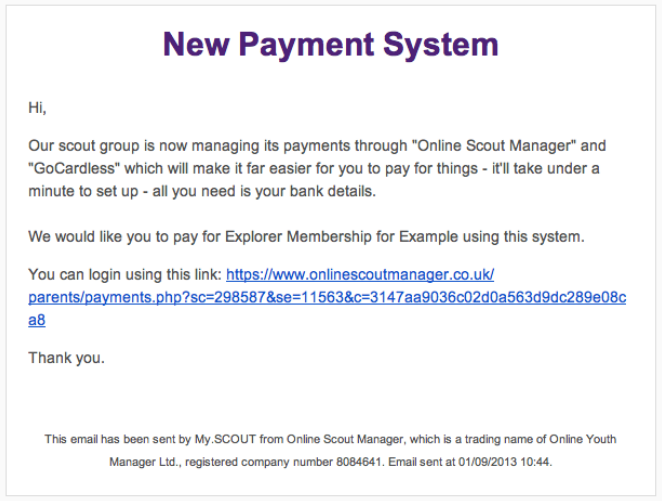 New Payment System
Hi,
Our scout group is now managing its payments through "Online Scout Manager" and
"GoCardless" which will make it far easier for you to pay for things - it'll take under a
minute to set up - all you need is your bank details.
We would like you to pay for Explorer Membership for Example using this system.
You can login using this link: https://www.onlinescoutmanager.co.uk/
parents/payments.php?sc=298587&se=11563&c=3147aa9036c02d0a563d9dc289e08c
a8
Thank you.
This email has been sent by My.SCOUT from Online Scout Manager, which is a trading name of Online Youth
Manager Ltd., registered company number 8084641. Email sent at 01/09/2013 10:44.